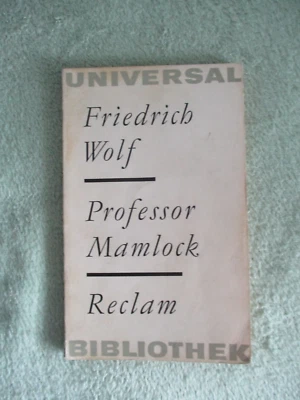 UNIVERSAL
Friedrich
Wolf
Professor
Mamlock
Reclam
BIBLIOTHEK